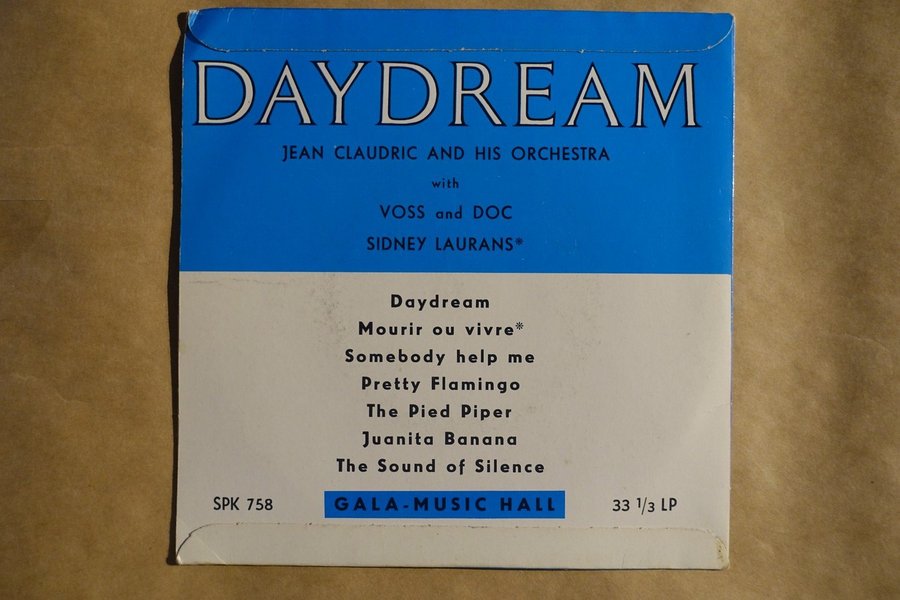 DAYDREAM
JEAN CLAUDRIC AND HIS ORCHESTRA
with
VOSS and DOC
SIDNEY LAURANS*
Daydream
Mourir ou vivre*
Somebody help me
Pretty Flamingo
The Pied Piper
Juanita Banana
The Sound of Silence
SPK 758 GALA-MUSIC HALL 33 1/3 LP